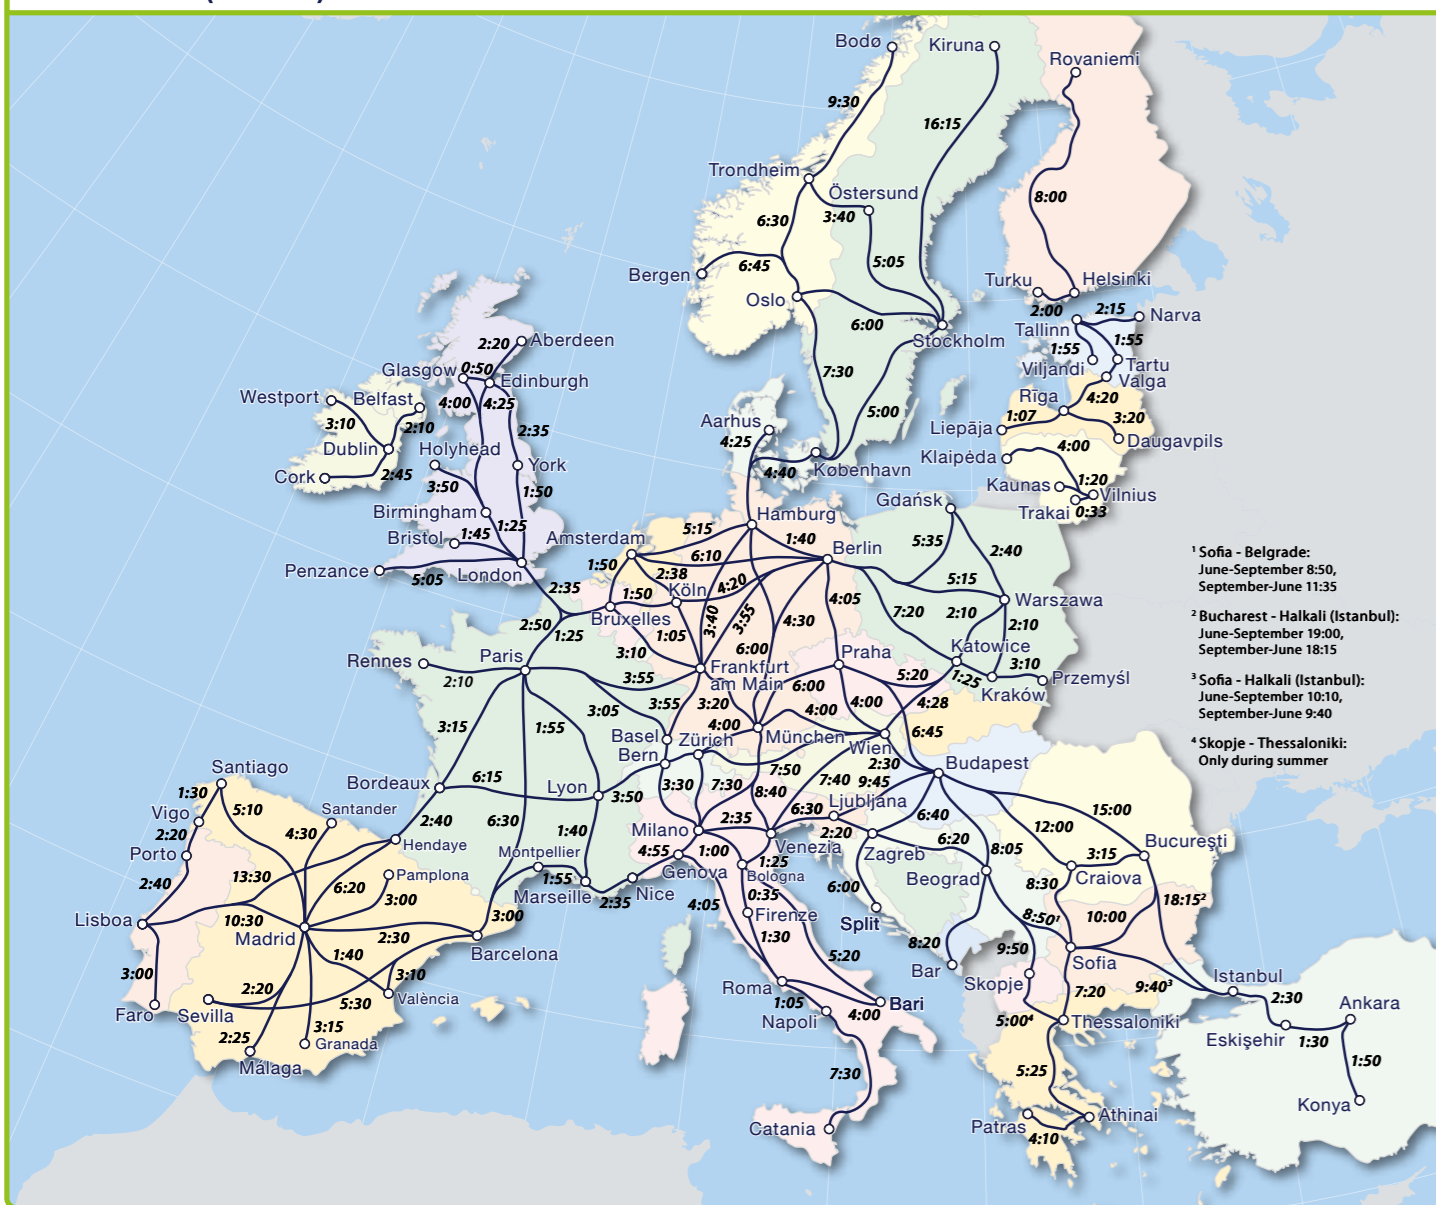 Bodø
Kiruna
Rovaniemi
9:30
16:15
Trondheim
Östersund
8:00
3:40
6:30
5:05
6:45
Bergen
Oslo
Turku
Helsinki
2:00
2:15
Narva
6:00
Tallinn
Stockholm
1:55
1:55
2:20
Aberdeen
Viljandi
Tartu
Glasgow
0:50
Edinburgh
7:30
Valga
Westport
Belfast
4:00
4:25
Rīga
4:20
5:00
1:07
3:20
3:10
2:10
Aarhus
Liepāja
2:35
4:25
Daugavpils
Dublin
Holyhead
4:00
Klaipėda
York
4:40
København
Cork
2:45
1:20
3:50
Kaunas
1:50
Gdańsk
Vilnius
Birmingham
Trakai
0:33
Hamburg
1:25
5:15
Bristol
1:45
Amsterdam
1:40
5:35
Berlin
2:40
6:10
¹ Sofia - Belgrade:
1:50
June-September 8:50,
Penzance
London
2:38
5:15
5:05
September-June 11:35
2:35
4:20
1:50
Köln
4:05
Warszawa
7:20
2:10
² Bucharest - Halkali (Istanbul):
2:50
Bruxelles
3:40
3:55
4:30
2:10
June-September 19:00,
1:25
1:05
September-June 18:15
3:10
6:00
Praha
Katowice
Rennes
Paris
Frankfurt
am Main
3:10
5:20
1:25
Przemyśl
2:10
3:55
6:00
³ Sofia - Halkali (Istanbul):
Kraków
June-September 10:10,
3:55
3:20
4:00
4:00
4:28
September-June 9:40
3:05
3:15
1:55
4:00
6:45
Basel
Zürich
München
Wien
⁴ Skopje - Thessaloniki:
Bern
Only during summer
2:30
Santiago
6:15
7:50
Budapest
7:40
9:45
Bordeaux
Lyon
3:30
7:30
1:30
5:10
3:50
8:40
Ljubljana
15:00
Vigo
Santander
6:30
2:40
6:30
6:40
2:20
4:30
2:35
12:00
Milano
2:20
1:40
Venezia
6:20
Hendaye
București
Porto
Montpellier
4:55
1:00
Zagreb
8:05
3:15
1:25
13:30
Pamplona
Genova
Bologna
6:20
1:55
Beograd
Craiova
2:40
Marseille
Nice
6:00
8:30
0:35
3:00
2:35
4:05
18:15²
Lisboa
10:30
3:00
Firenze
Split
8:50¹
10:00
Madrid
2:30
1:30
8:20
1:40
Barcelona
9:50
5:20
Sofia
3:00
3:10
Bar
2:20
Roma
Skopje
9:40³
Istanbul
5:30
València
7:20
2:30
Faro
Sevilla
1:05
Bari
Ankara
Napoli
4:00
5:00⁴
Thessaloniki
2:25
3:15
Granada
Eskişehir
1:30
Málaga
5:25
1:50
7:30
Konya
Athinai
Catania
Patras
4:10